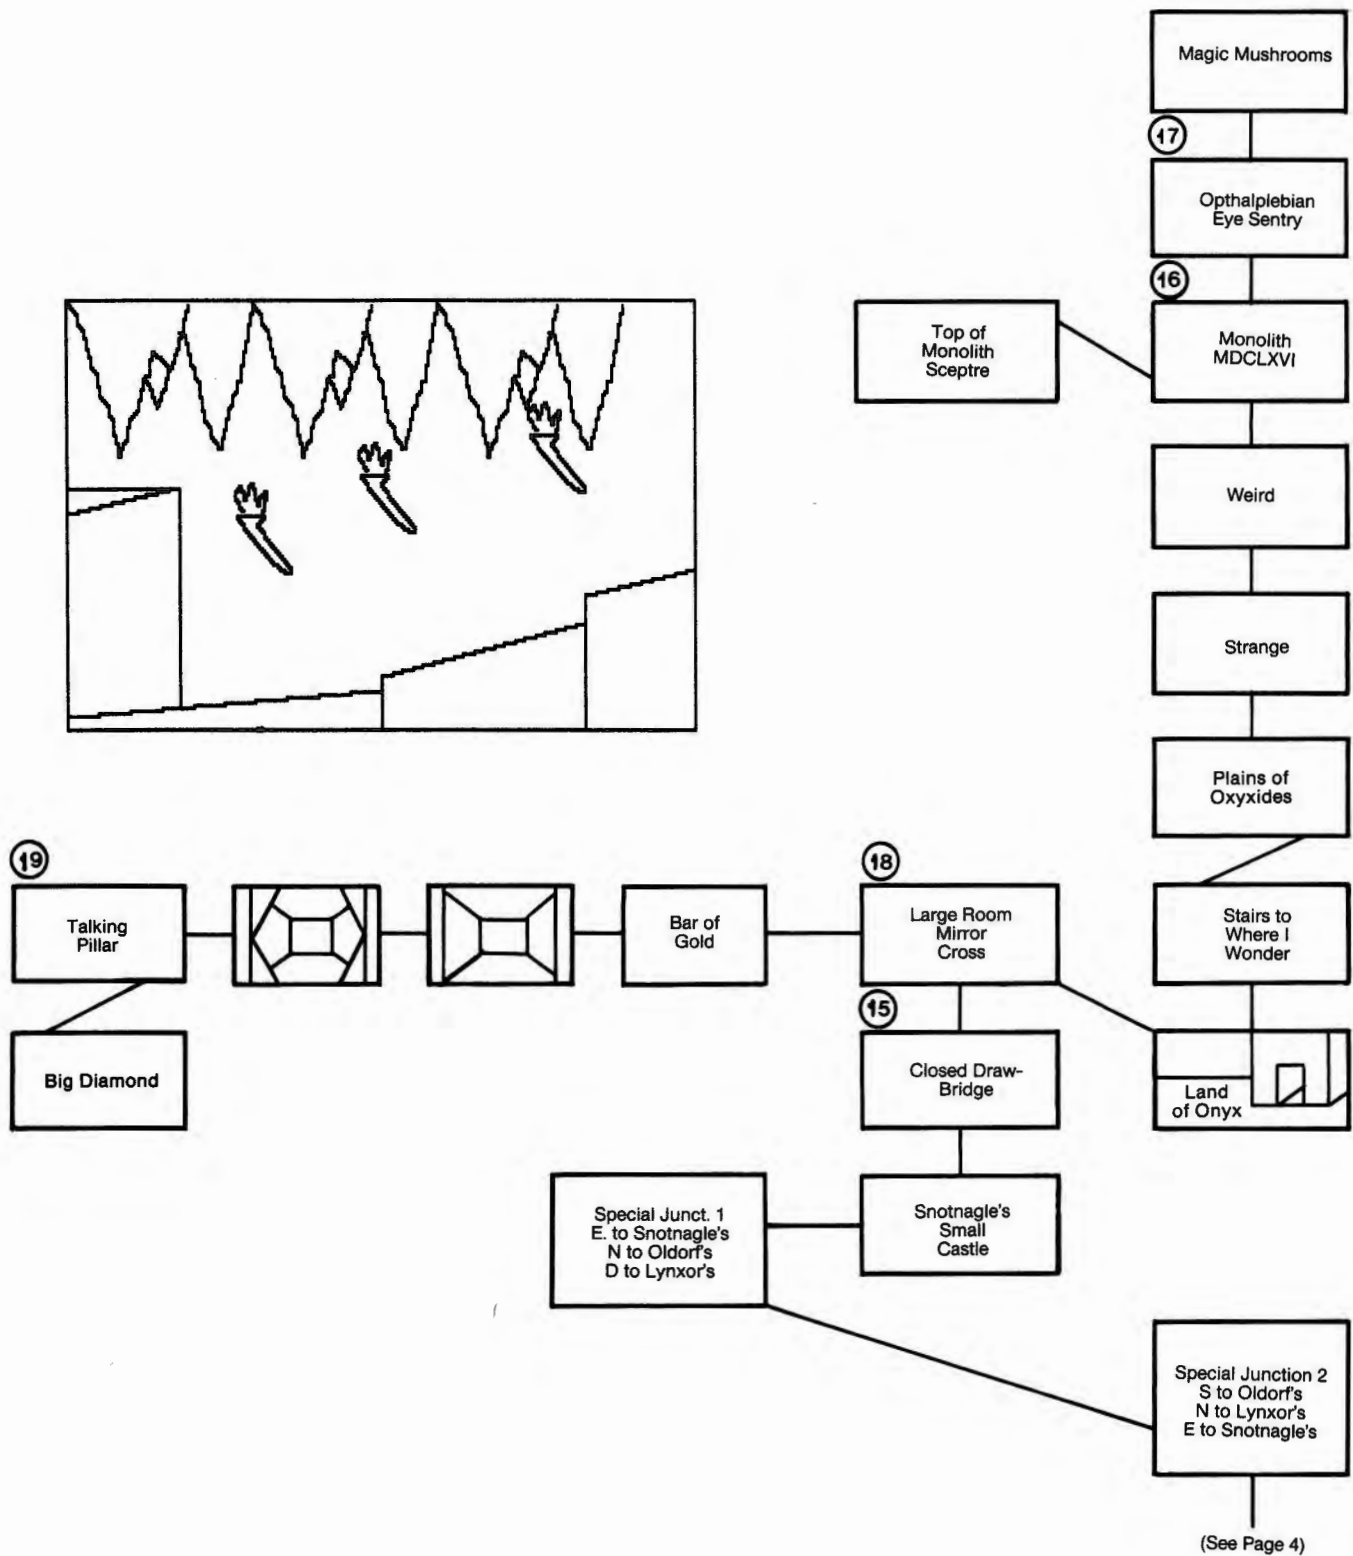 Magic Mushrooms
17
Opthalplebian
Eye Sentry
16
Top of
Monolith
Sceptre
Monolith
MDCLXVI
Weird
Strange
Plains of
Oxyxides
19
Talking
Pillar
Bar of
Gold
18
Large Room
Mirror
Cross
Stairs to
Where I
Wonder
Big Diamond
15
Closed Draw-
Bridge
Land
of Onyx
Special Junct. 1
E. to Snotnagle's
N to Oldorf's
D to Lynxor's
Snotnagle's
Small
Castle
Special Junction 2
S to Oldorf's
N to Lynxor's
E to Snotnagle's
(See Page 4)